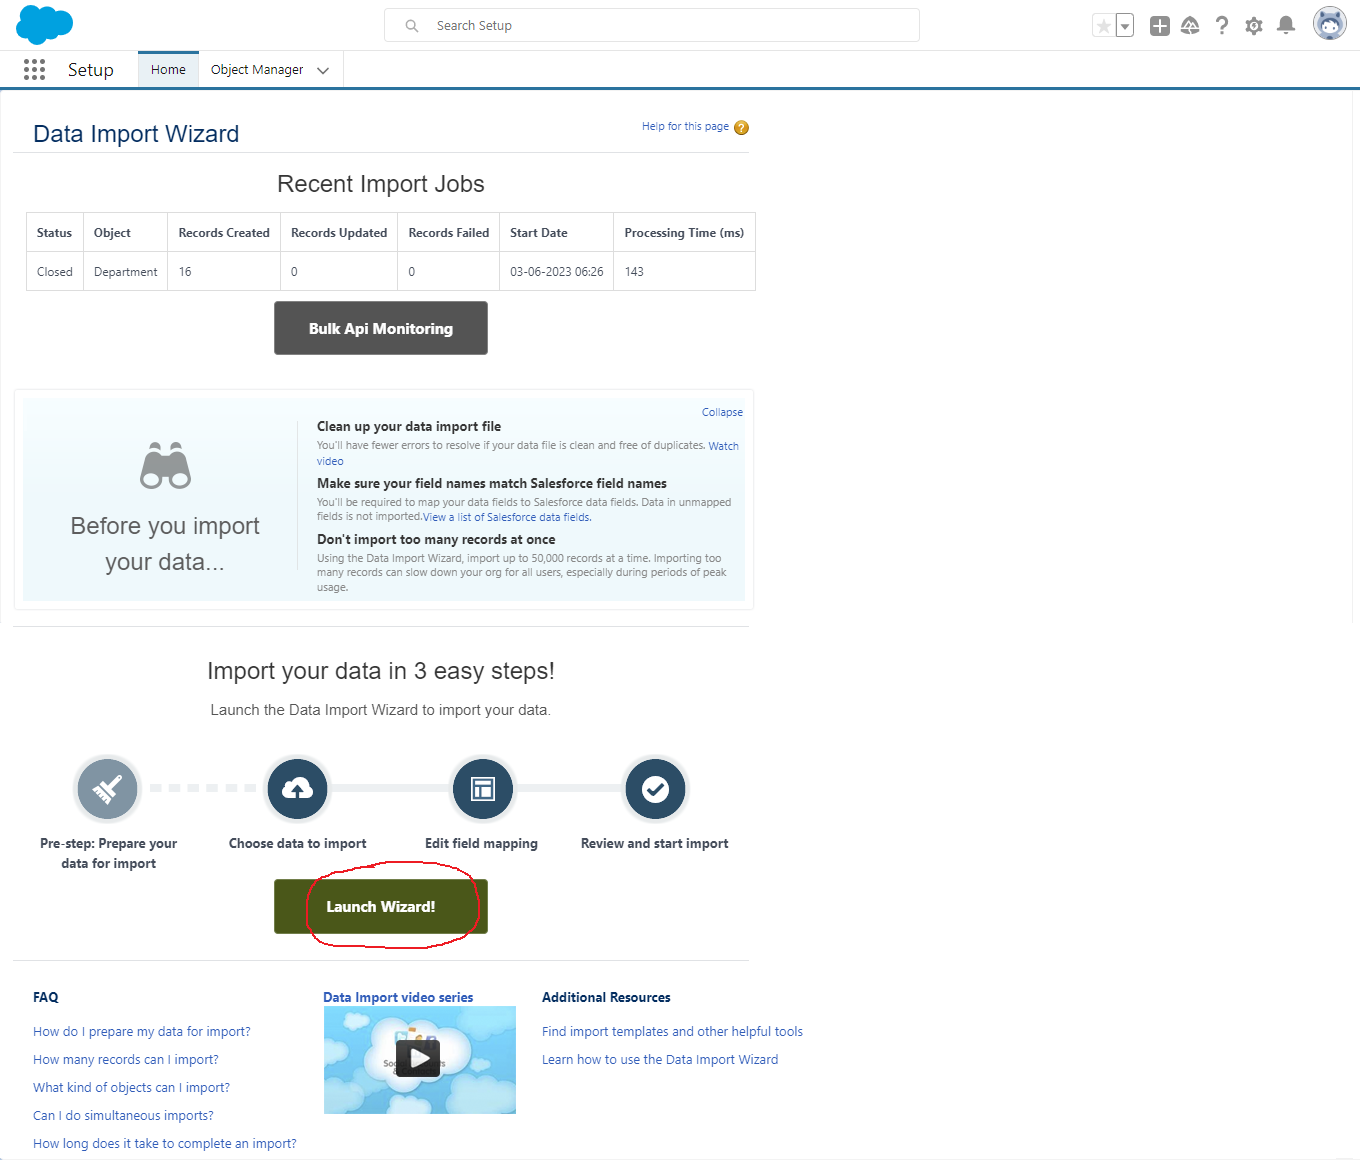 Search Setup
Setup
Home
Object Manager
Data Import Wizard
Help for this page ?
Recent Import Jobs
Status Object Records Created Records Updated Records Failed Start Date Processing Time (ms)
Closed Department 16 0 0 03-06-2023 06:26 143
Bulk Api Monitoring
Collapse
Before you import
your data...
Clean up your data import file
You'll have fewer errors to resolve if your data file is clean and free of duplicates. Watch
video
Make sure your field names match Salesforce field names
You'll be required to map your data fields to Salesforce data fields. Data in unmapped
fields is not imported.View a list of Salesforce data fields.
Don't import too many records at once
Using the Data Import Wizard, import up to 50,000 records at a time. Importing too
many records can slow down your org for all users, especially during periods of peak
usage.
Import your data in 3 easy steps!
Launch the Data Import Wizard to import your data.
Pre-step: Prepare your
data for import
Choose data to import
Edit field mapping
Review and start import
Launch Wizard!
FAQ
How do I prepare my data for import?
How many records can I import?
What kind of objects can I import?
Can I do simultaneous imports?
How long does it take to complete an import?
Data Import video series
Additional Resources
Find import templates and other helpful tools
Learn how to use the Data Import Wizard